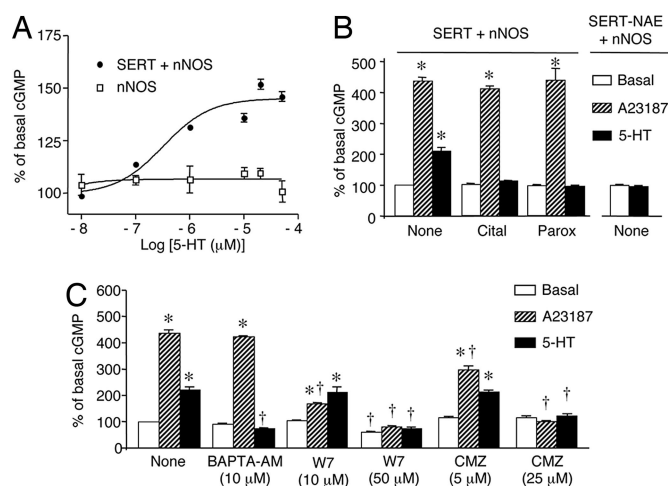 A
SERT + nNOS
nNOS
% of basal cGMP
175
150
125
100
- 8 - 7 - 6 - 5 - 4
Log [5-HT (μM)]
B
SERT + nNOS
SERT-NAE
+ nNOS
% of basal cGMP
500
400
300
200
100
0
* * * *
Basal
A23187
5-HT
None Cital Parox None
C
% of basal cGMP
500
400
300
200
100
0
* * * † * † * † † † * † * † †
Basal
A23187
5-HT
None BAPTA-AM W7 W7 CMZ CMZ
(10 μM) (10 μM) (50 μM) (5 μM) (25 μM)